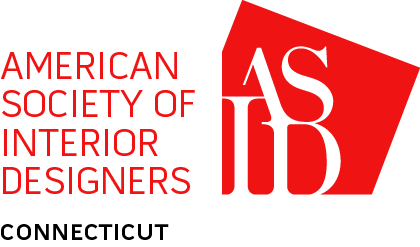 AMERICAN
SOCIETY OF
INTERIOR
DESIGNERS
CONNECTICUT
AS
ID